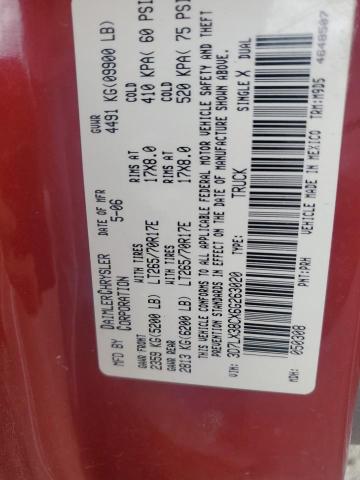 MFD BY DAIMLERCHRYSLER CORPORATION
DATE OF MFR 5-06
GVWR 4491 KG(09900 LB)
GAWR FRONT WITH TIRES RIMS AT COLD
2359 KG(5200 LB) LT265/70R17E 17X8.0 410 KPA( 60 PSI
GAWR REAR WITH TIRES RIMS AT COLD
2813 KG(6200 LB) LT265/70R17E 17X8.0 520 KPA( 75 PSI
THIS VEHICLE CONFORMS TO ALL APPLICABLE FEDERAL MOTOR VEHICLE SAFETY AND THEFT
PREVENTION STANDARDS IN EFFECT ON THE DATE OF MANUFACTURE SHOWN ABOVE.
VIN: 3D7LX38CX6G263020 TRUCK SINGLE X DUAL
MDH: 050308 PNT: PRH VEHICLE MADE IN MEXICO TRM: M9D5
4648507